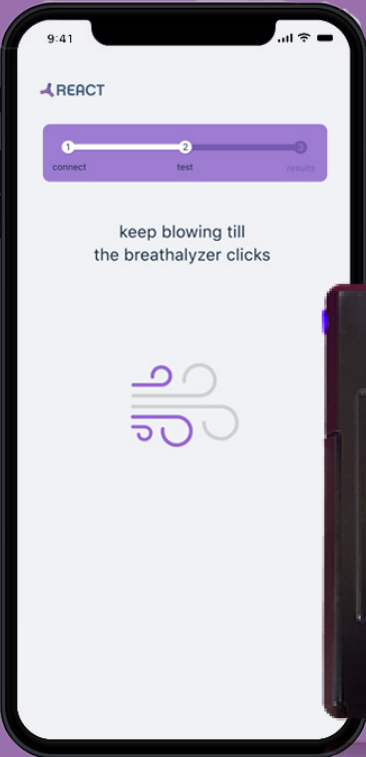 9:41
REACT
1 2 3
connect test results
keep blowing till
the breathalyzer clicks